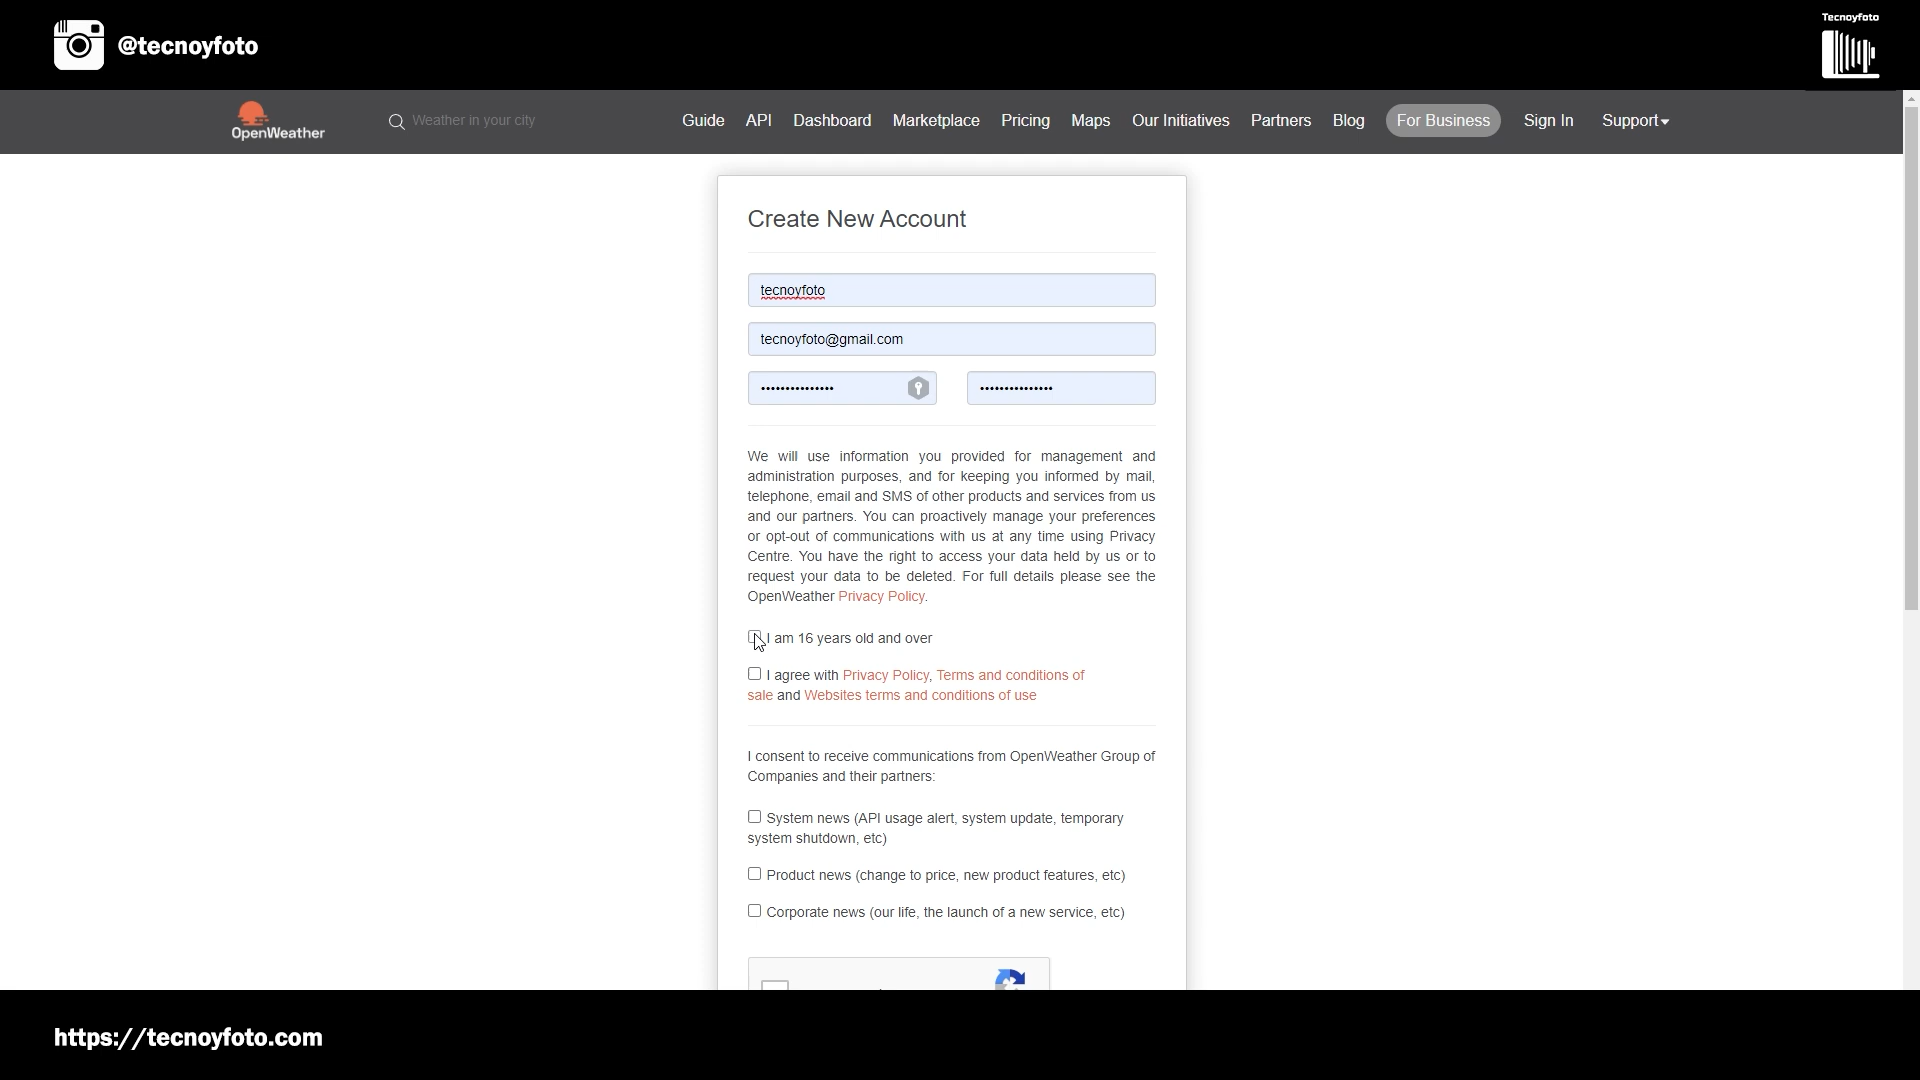 @tecnoyfoto
Tecnoyfoto
OpenWeather
Weather in your city
Guide API Dashboard Marketplace Pricing Maps Our Initiatives Partners Blog For Business Sign In Support
Create New Account
tecnoyfoto
tecnoyfoto@gmail.com
•••••••••••••••
•••••••••••••••
We will use information you provided for management and
administration purposes, and for keeping you informed by mail,
telephone, email and SMS of other products and services from us
and our partners. You can proactively manage your preferences
or opt-out of communications with us at any time using Privacy
Centre. You have the right to access your data held by us or to
request your data to be deleted. For full details please see the
OpenWeather Privacy Policy.
I am 16 years old and over
I agree with Privacy Policy, Terms and conditions of
sale and Websites terms and conditions of use
I consent to receive communications from OpenWeather Group of
Companies and their partners:
System news (API usage alert, system update, temporary
system shutdown, etc)
Product news (change to price, new product features, etc)
Corporate news (our life, the launch of a new service, etc)
https://tecnoyfoto.com